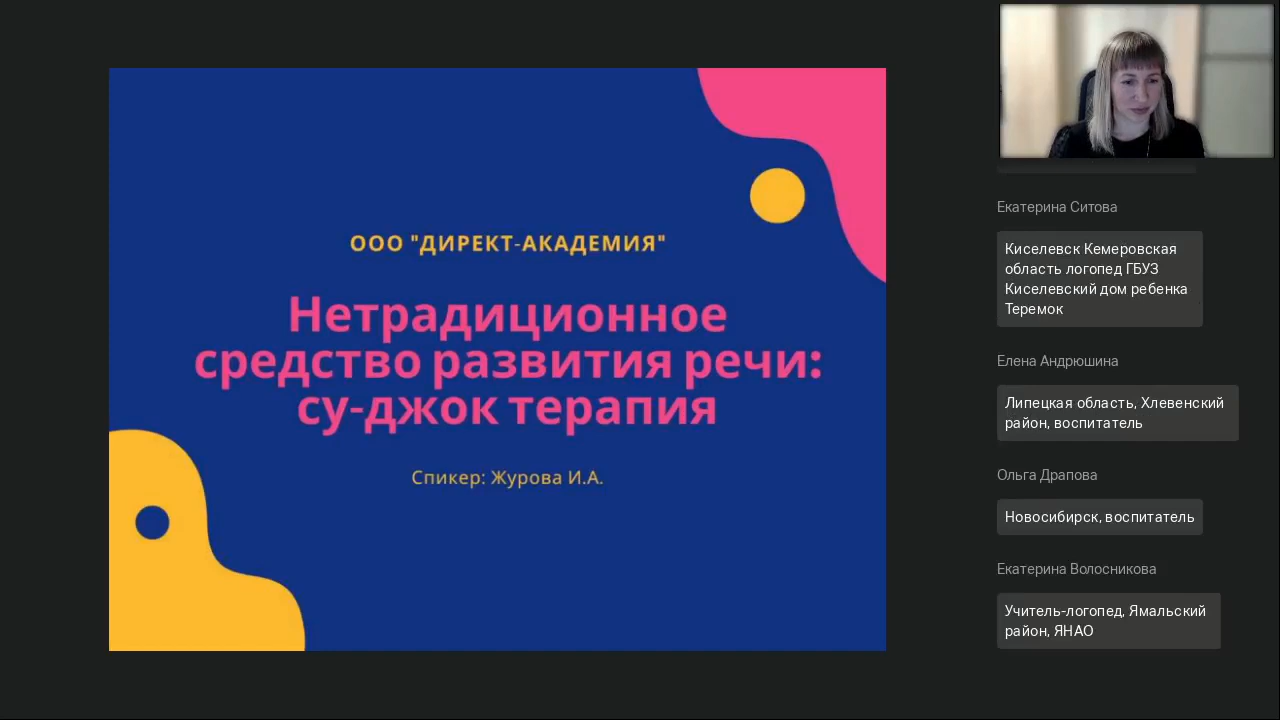 ООО "ДИРЕКТ-АКАДЕМИЯ"
Нетрадиционное
средство развития речи:
су-джок терапия
Спикер: Журова И.А.
Екатерина Ситова
Киселевск Кемеровская
область логопед ГБУЗ
Киселевский дом ребенка
Теремок
Елена Андрюшина
Липецкая область, Хлевенский
район, воспитатель
Ольга Драпова
Новосибирск, воспитатель
Екатерина Волосникова
Учитель-логопед, Ямальский
район, ЯНАО